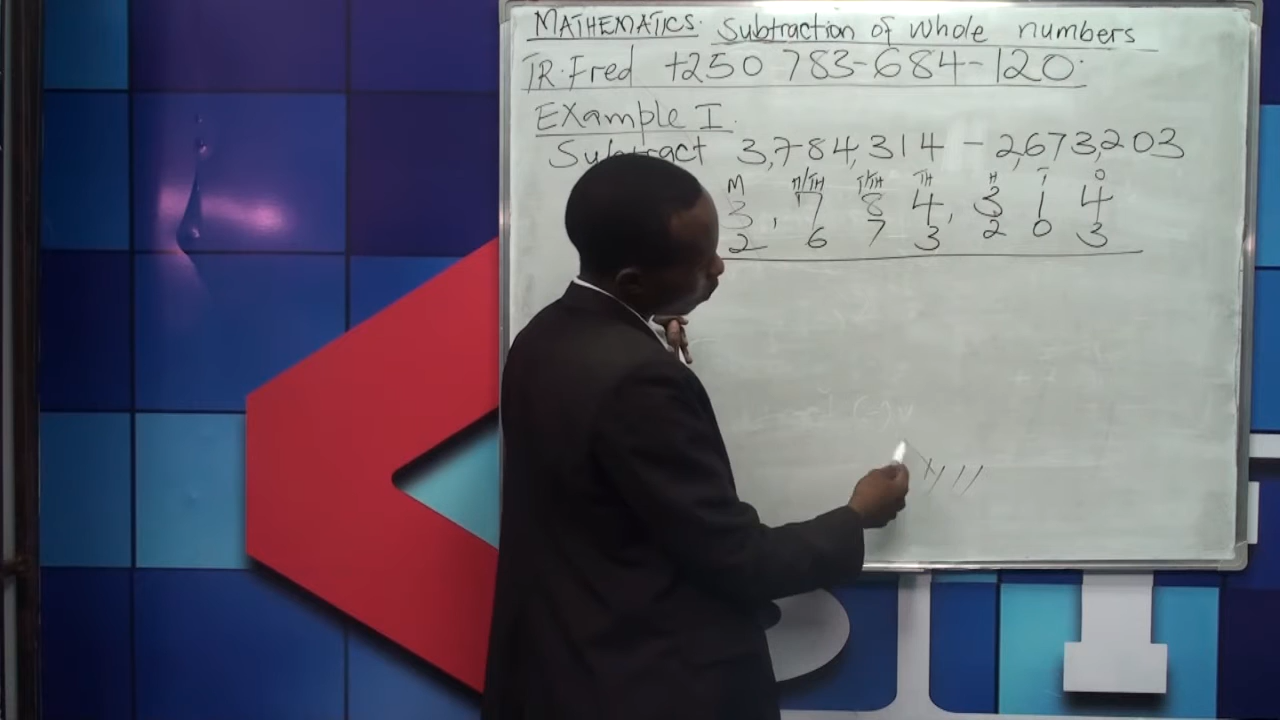 MATHEMATICS. Subtraction of whole numbers
TR. Fred +250 783-684-120.
Example I.
Subtract 3,784,314 - 2,673,203
M H/TH T/TH TH H T O
3, 7 8 4, 3 1 4
2 6 7 3 2 0 3